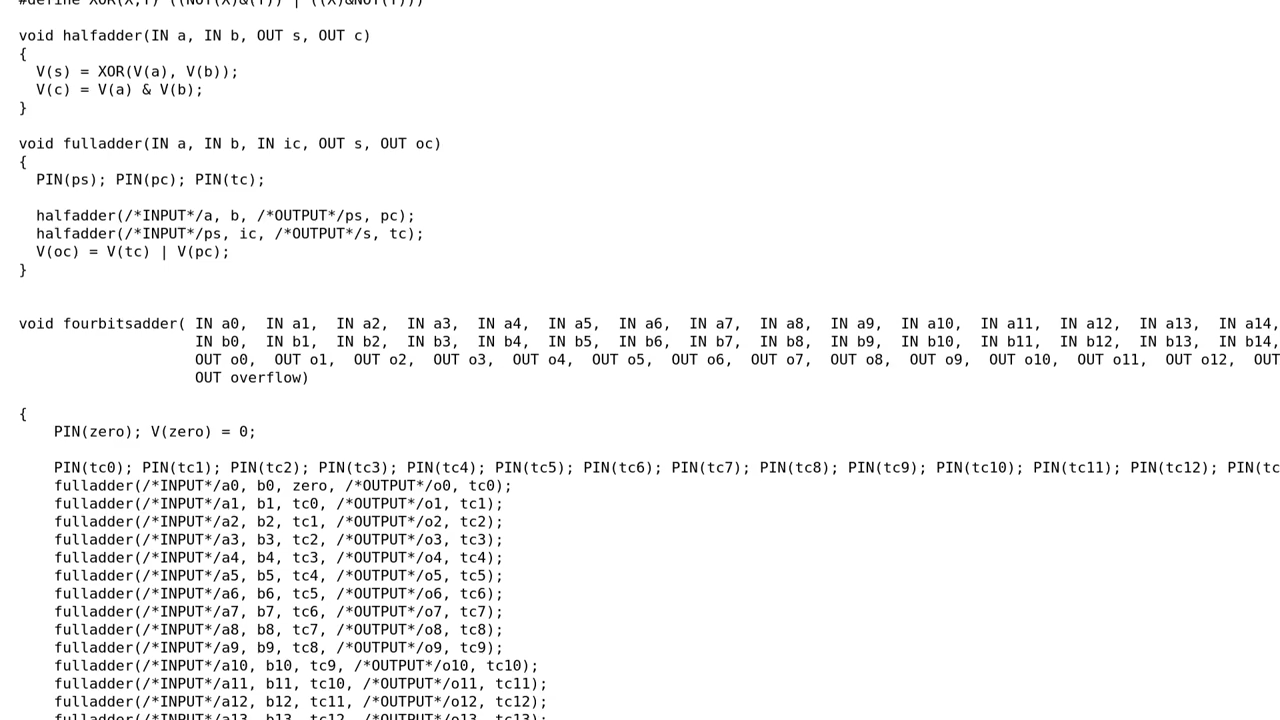 #define XOR(X,Y) ((NOT(X)&(Y)) | ((X)&NOT(Y)))
void halfadder(IN a, IN b, OUT s, OUT c)
{
V(s) = XOR(V(a), V(b));
V(c) = V(a) & V(b);
}
void fulladder(IN a, IN b, IN ic, OUT s, OUT oc)
{
PIN(ps); PIN(pc); PIN(tc);
halfadder(/*INPUT*/a, b, /*OUTPUT*/ps, pc);
halfadder(/*INPUT*/ps, ic, /*OUTPUT*/s, tc);
V(oc) = V(tc) | V(pc);
}
void fourbitsadder( IN a0, IN a1, IN a2, IN a3, IN a4, IN a5, IN a6, IN a7, IN a8, IN a9, IN a10, IN a11, IN a12, IN a13, IN a14,
IN b0, IN b1, IN b2, IN b3, IN b4, IN b5, IN b6, IN b7, IN b8, IN b9, IN b10, IN b11, IN b12, IN b13, IN b14,
OUT o0, OUT o1, OUT o2, OUT o3, OUT o4, OUT o5, OUT o6, OUT o7, OUT o8, OUT o9, OUT o10, OUT o11, OUT o12, OUT
OUT overflow)
{
PIN(zero); V(zero) = 0;
PIN(tc0); PIN(tc1); PIN(tc2); PIN(tc3); PIN(tc4); PIN(tc5); PIN(tc6); PIN(tc7); PIN(tc8); PIN(tc9); PIN(tc10); PIN(tc11); PIN(tc12); PIN(tc
fulladder(/*INPUT*/a0, b0, zero, /*OUTPUT*/o0, tc0);
fulladder(/*INPUT*/a1, b1, tc0, /*OUTPUT*/o1, tc1);
fulladder(/*INPUT*/a2, b2, tc1, /*OUTPUT*/o2, tc2);
fulladder(/*INPUT*/a3, b3, tc2, /*OUTPUT*/o3, tc3);
fulladder(/*INPUT*/a4, b4, tc3, /*OUTPUT*/o4, tc4);
fulladder(/*INPUT*/a5, b5, tc4, /*OUTPUT*/o5, tc5);
fulladder(/*INPUT*/a6, b6, tc5, /*OUTPUT*/o6, tc6);
fulladder(/*INPUT*/a7, b7, tc6, /*OUTPUT*/o7, tc7);
fulladder(/*INPUT*/a8, b8, tc7, /*OUTPUT*/o8, tc8);
fulladder(/*INPUT*/a9, b9, tc8, /*OUTPUT*/o9, tc9);
fulladder(/*INPUT*/a10, b10, tc9, /*OUTPUT*/o10, tc10);
fulladder(/*INPUT*/a11, b11, tc10, /*OUTPUT*/o11, tc11);
fulladder(/*INPUT*/a12, b12, tc11, /*OUTPUT*/o12, tc12);
fulladder(/*INPUT*/a13, b13, tc12, /*OUTPUT*/o13, tc13);